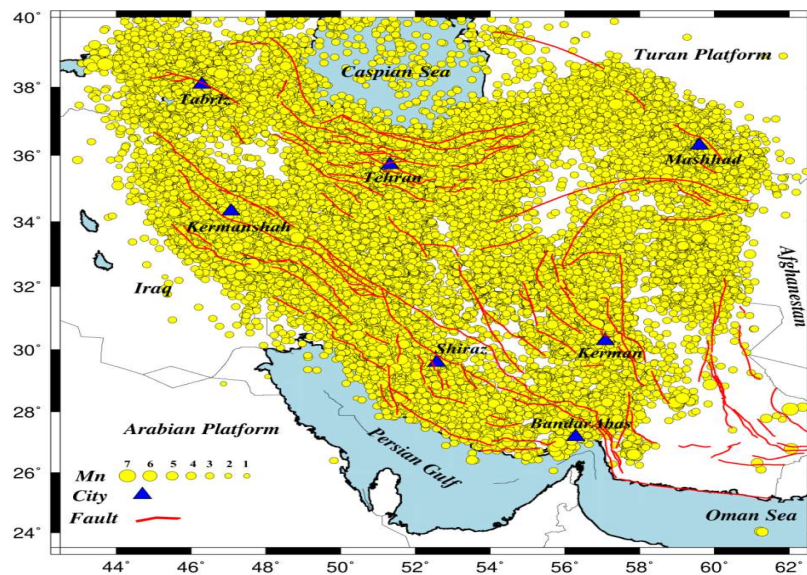 40˚
38˚
36˚
34˚
32˚
30˚
28˚
26˚
24˚
Turan Platform
Caspian Sea
Tabriz
Mashhad
Tehran
Kermanshah
Afghanestan
Iraq
Shiraz
Kerman
BandarAbas
Persian Gulf
Arabian Platform
7 6 5 4 3 2 1
Mn
City
Fault
Oman Sea
44˚ 46˚ 48˚ 50˚ 52˚ 54˚ 56˚ 58˚ 60˚ 62˚